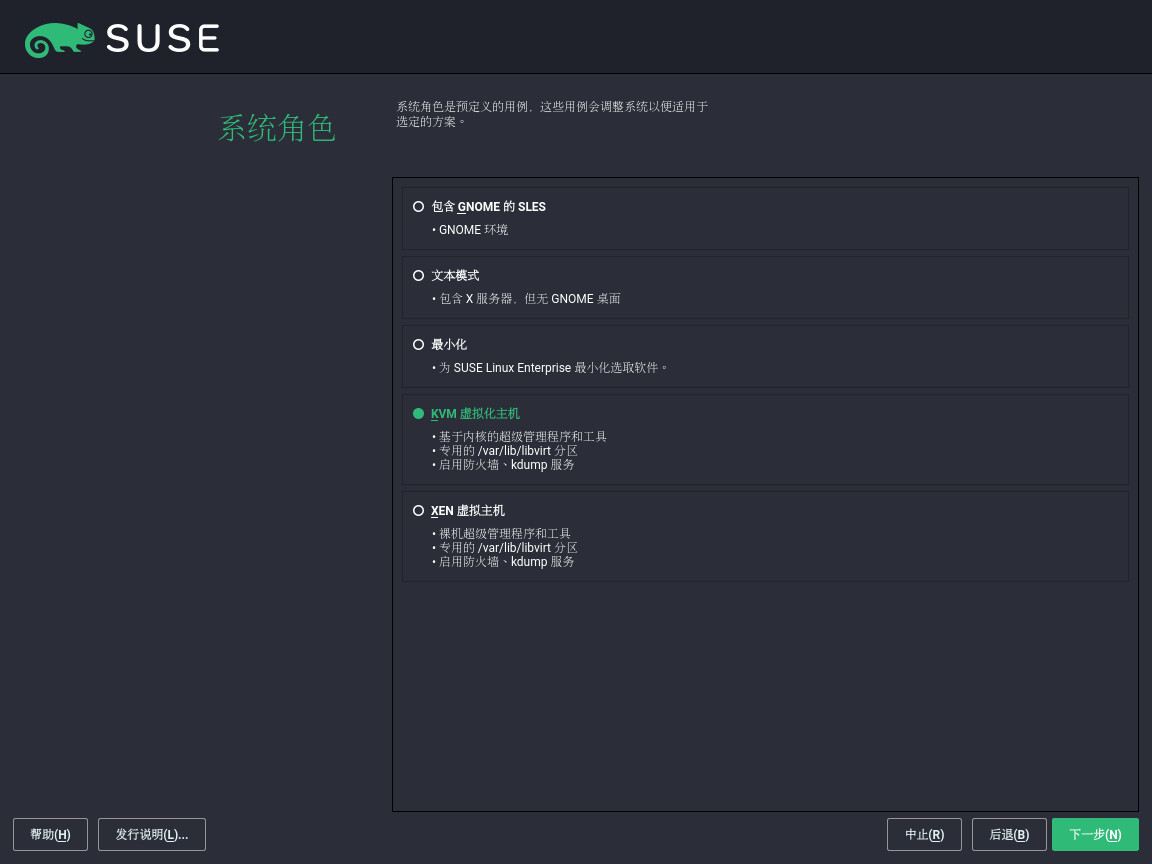 SUSE
系统角色
系统角色是预定义的用例，这些用例会调整系统以便适用于
选定的方案。
包含 GNOME 的 SLES
• GNOME 环境
文本模式
• 包含 X 服务器，但无 GNOME 桌面
最小化
• 为 SUSE Linux Enterprise 最小化选取软件。
KVM 虚拟化主机
• 基于内核的超级管理程序和工具
• 专用的 /var/lib/libvirt 分区
• 启用防火墙、kdump 服务
XEN 虚拟主机
• 裸机超级管理程序和工具
• 专用的 /var/lib/libvirt 分区
• 启用防火墙、kdump 服务
帮助(H) 发行说明(L)... 中止(R) 后退(B) 下一步(N)